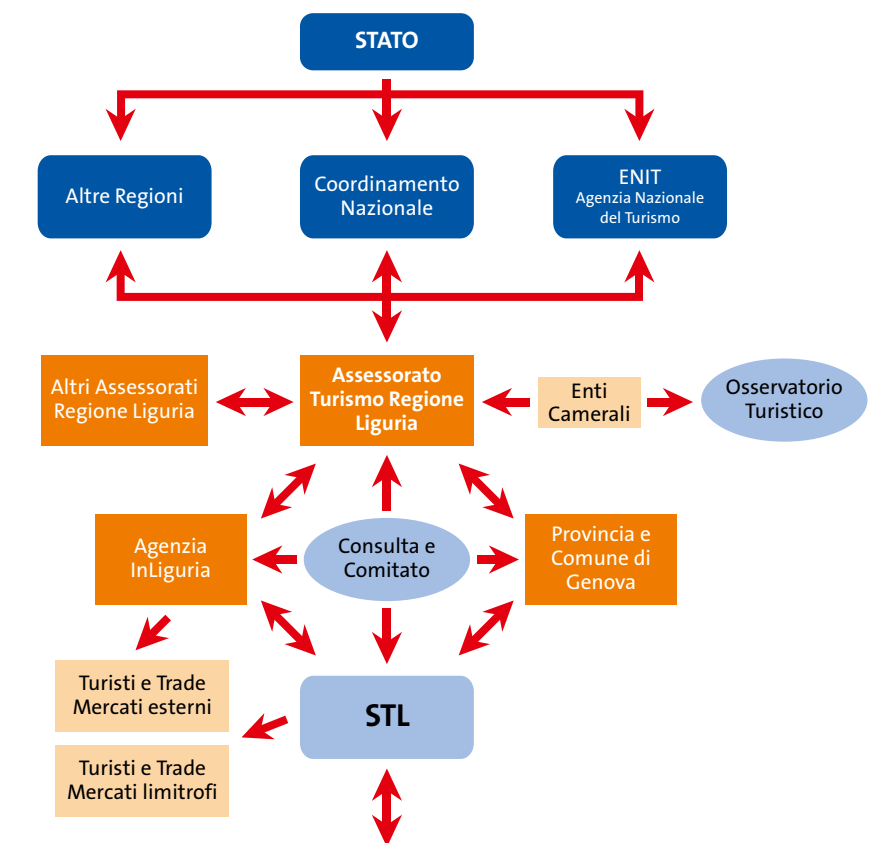 STATO
Altre Regioni
Coordinamento
Nazionale
ENIT
Agenzia Nazionale
del Turismo
Altri Assessorati
Regione Liguria
Assessorato
Turismo Regione
Liguria
Enti
Camerali
Osservatorio
Turistico
Agenzia
InLiguria
Consulta e
Comitato
Provincia e
Comune di
Genova
Turisti e Trade
Mercati esterni
STL
Turisti e Trade
Mercati limitrofi